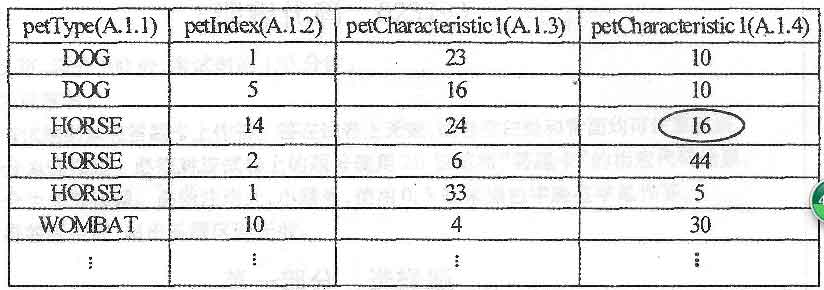 petType(A.1.1) petIndex(A.1.2) petCharacteristic1(A.1.3) petCharacteristic1(A.1.4)
DOG 1 23 10
DOG 5 16 10
HORSE 14 24 16
HORSE 2 6 44
HORSE 1 33 5
WOMBAT 10 4 30
⋮ ⋮ ⋮ ⋮